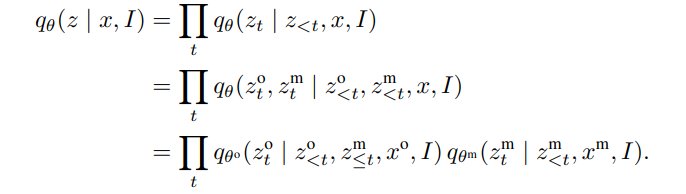 q_θ(z | x, I) = ∏_t q_θ(z_t | z_{<t}, x, I)
= ∏_t q_θ(z_t^o, z_t^m | z_{<t}^o, z_{<t}^m, x, I)
= ∏_t q_{θ^o}(z_t^o | z_{<t}^o, z_{≤t}^m, x^o, I) q_{θ^m}(z_t^m | z_{<t}^m, x^m, I).